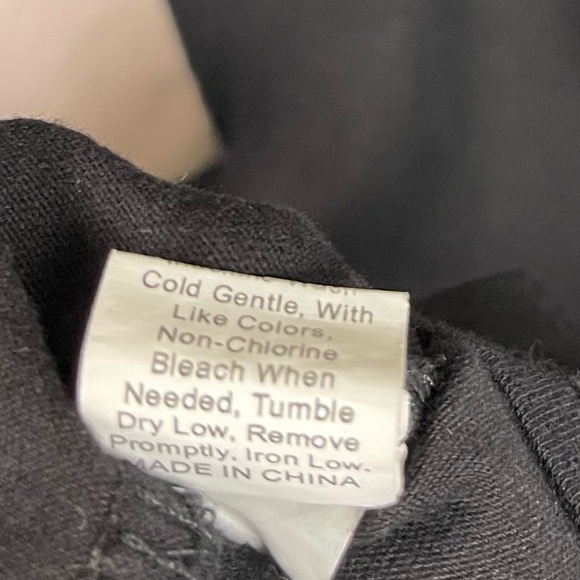 Cold Gentle, With
Like Colors,
Non-Chlorine
Bleach When
Needed, Tumble
Dry Low, Remove
Promptly, Iron Low.
MADE IN CHINA